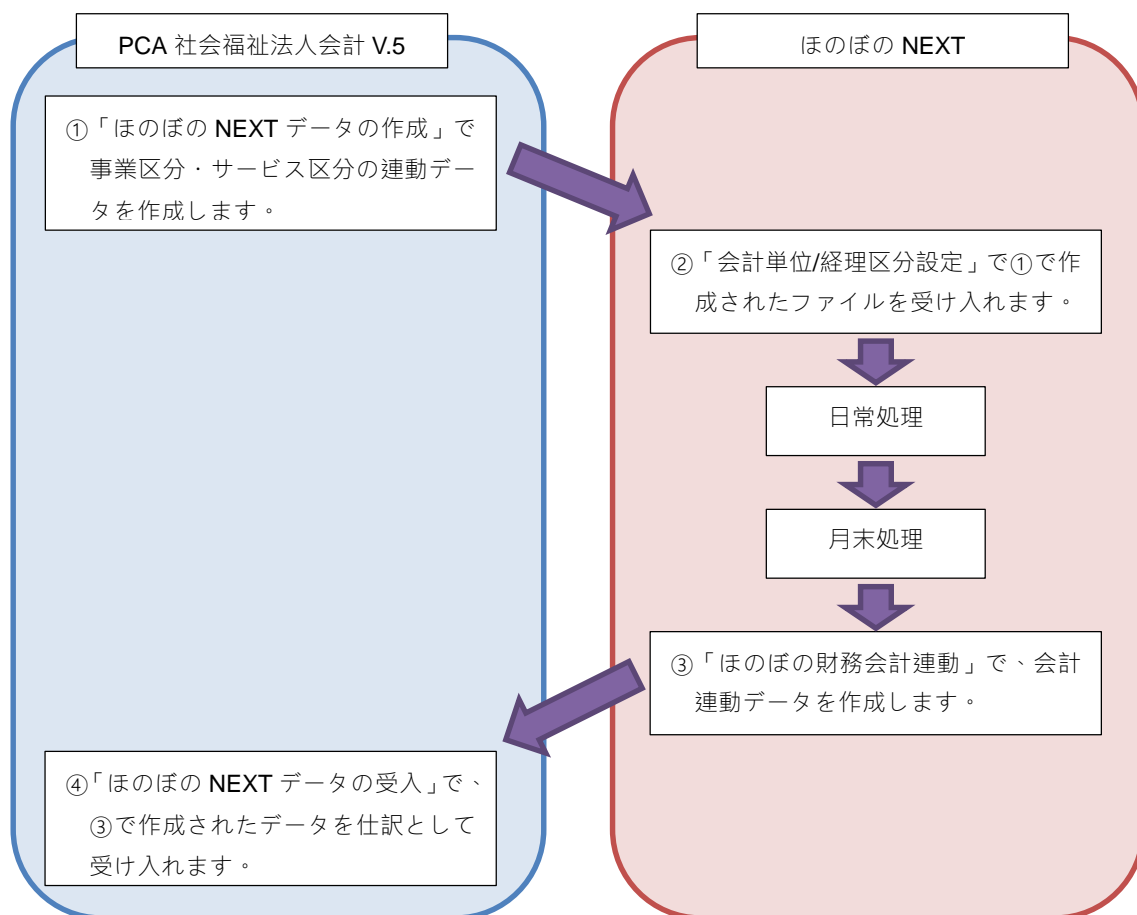 PCA 社会福祉法人会計 V.5
ほのぼの NEXT
①「ほのぼの NEXT データの作成」で
事業区分・サービス区分の連動デー
タを作成します。
②「会計単位/経理区分設定」で①で作
成されたファイルを受け入れます。
日常処理
月末処理
③「ほのぼの財務会計連動」で、会計
連動データを作成します。
④「ほのぼの NEXT データの受入」で、
③で作成されたデータを仕訳として
受け入れます。